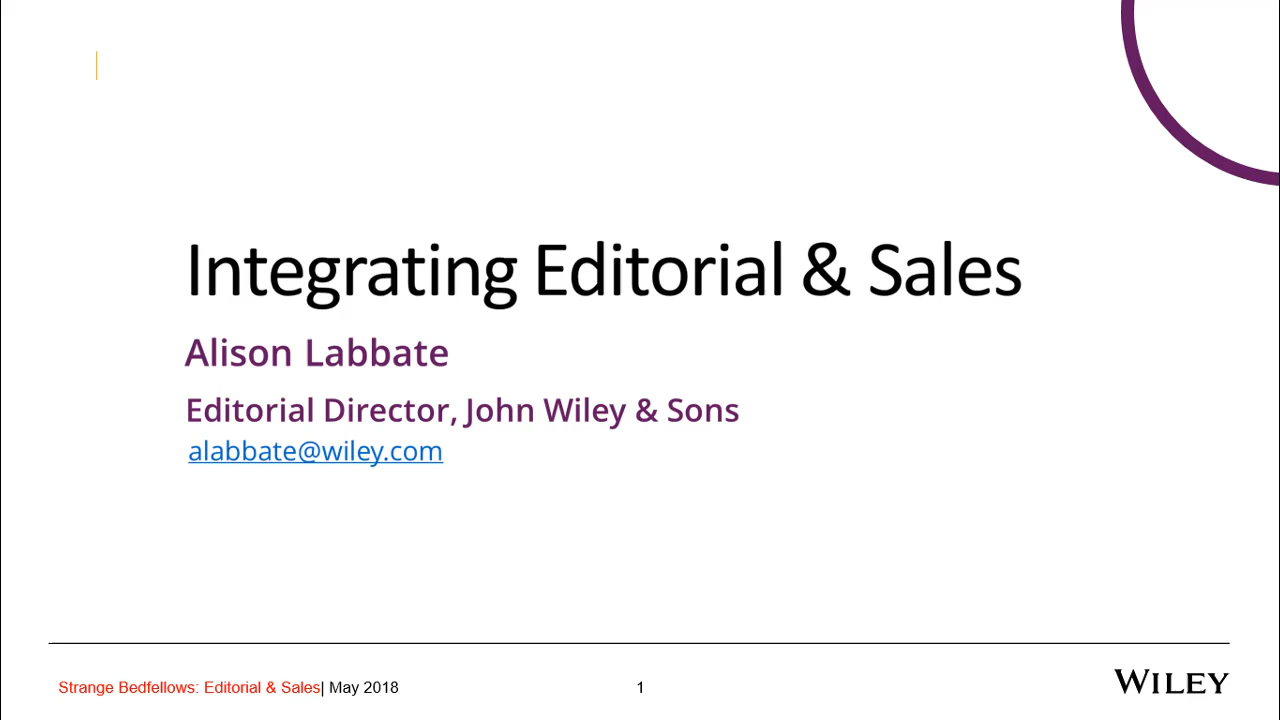 Integrating Editorial & Sales
Alison Labbate
Editorial Director, John Wiley & Sons
alabbate@wiley.com
Strange Bedfellows: Editorial & Sales| May 2018
1
WILEY